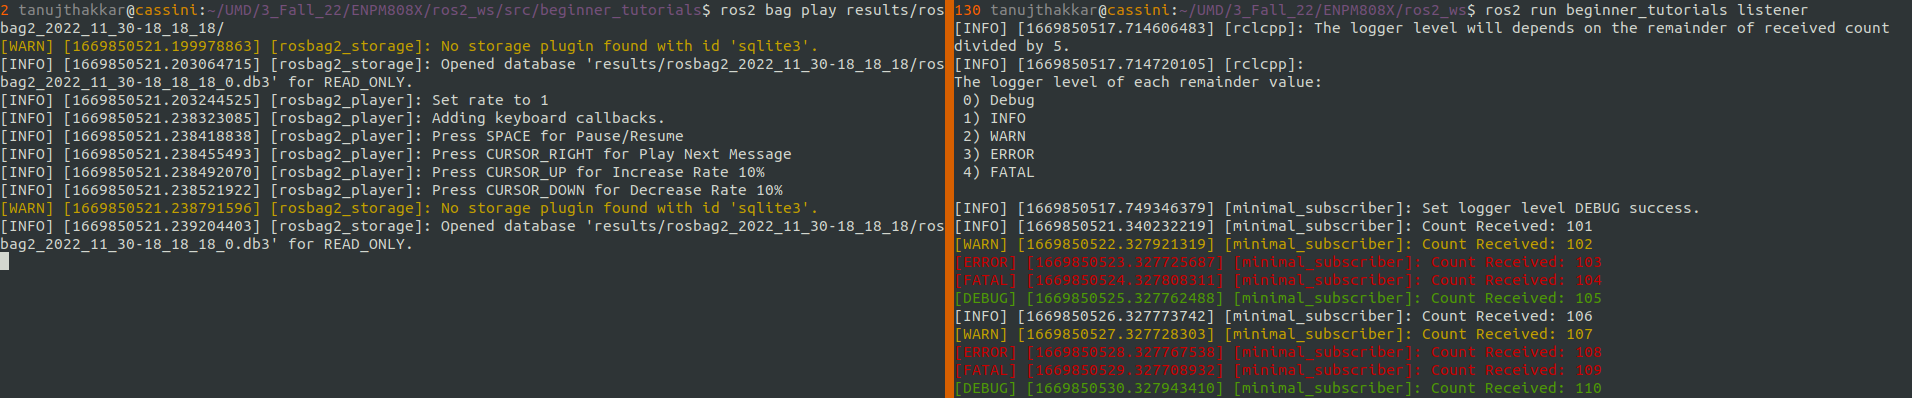 2 tanujthakkar@cassini:~/UMD/3_Fall_22/ENPM808X/ros2_ws/src/beginner_tutorials$ ros2 bag play results/ros
bag2_2022_11_30-18_18_18/
[WARN] [1669850521.199978863] [rosbag2_storage]: No storage plugin found with id 'sqlite3'.
[INFO] [1669850521.203064715] [rosbag2_storage]: Opened database 'results/rosbag2_2022_11_30-18_18_18/ros
bag2_2022_11_30-18_18_18_0.db3' for READ_ONLY.
[INFO] [1669850521.203244525] [rosbag2_player]: Set rate to 1
[INFO] [1669850521.238323085] [rosbag2_player]: Adding keyboard callbacks.
[INFO] [1669850521.238418838] [rosbag2_player]: Press SPACE for Pause/Resume
[INFO] [1669850521.238455493] [rosbag2_player]: Press CURSOR_RIGHT for Play Next Message
[INFO] [1669850521.238492070] [rosbag2_player]: Press CURSOR_UP for Increase Rate 10%
[INFO] [1669850521.238521922] [rosbag2_player]: Press CURSOR_DOWN for Decrease Rate 10%
[WARN] [1669850521.238791596] [rosbag2_storage]: No storage plugin found with id 'sqlite3'.
[INFO] [1669850521.239204403] [rosbag2_storage]: Opened database 'results/rosbag2_2022_11_30-18_18_18/ros
bag2_2022_11_30-18_18_18_0.db3' for READ_ONLY.
130 tanujthakkar@cassini:~/UMD/3_Fall_22/ENPM808X/ros2_ws$ ros2 run beginner_tutorials listener
[INFO] [1669850517.714606483] [rclcpp]: The logger level will depends on the remainder of received count
divided by 5.
[INFO] [1669850517.714720105] [rclcpp]:
The logger level of each remainder value:
0) Debug
1) INFO
2) WARN
3) ERROR
4) FATAL
[INFO] [1669850517.749346379] [minimal_subscriber]: Set logger level DEBUG success.
[INFO] [1669850521.340232219] [minimal_subscriber]: Count Received: 101
[WARN] [1669850522.327921319] [minimal_subscriber]: Count Received: 102
[ERROR] [1669850523.327725687] [minimal_subscriber]: Count Received: 103
[FATAL] [1669850524.327808311] [minimal_subscriber]: Count Received: 104
[DEBUG] [1669850525.327762488] [minimal_subscriber]: Count Received: 105
[INFO] [1669850526.327773742] [minimal_subscriber]: Count Received: 106
[WARN] [1669850527.327728303] [minimal_subscriber]: Count Received: 107
[ERROR] [1669850528.327767538] [minimal_subscriber]: Count Received: 108
[FATAL] [1669850529.327708932] [minimal_subscriber]: Count Received: 109
[DEBUG] [1669850530.327943410] [minimal_subscriber]: Count Received: 110